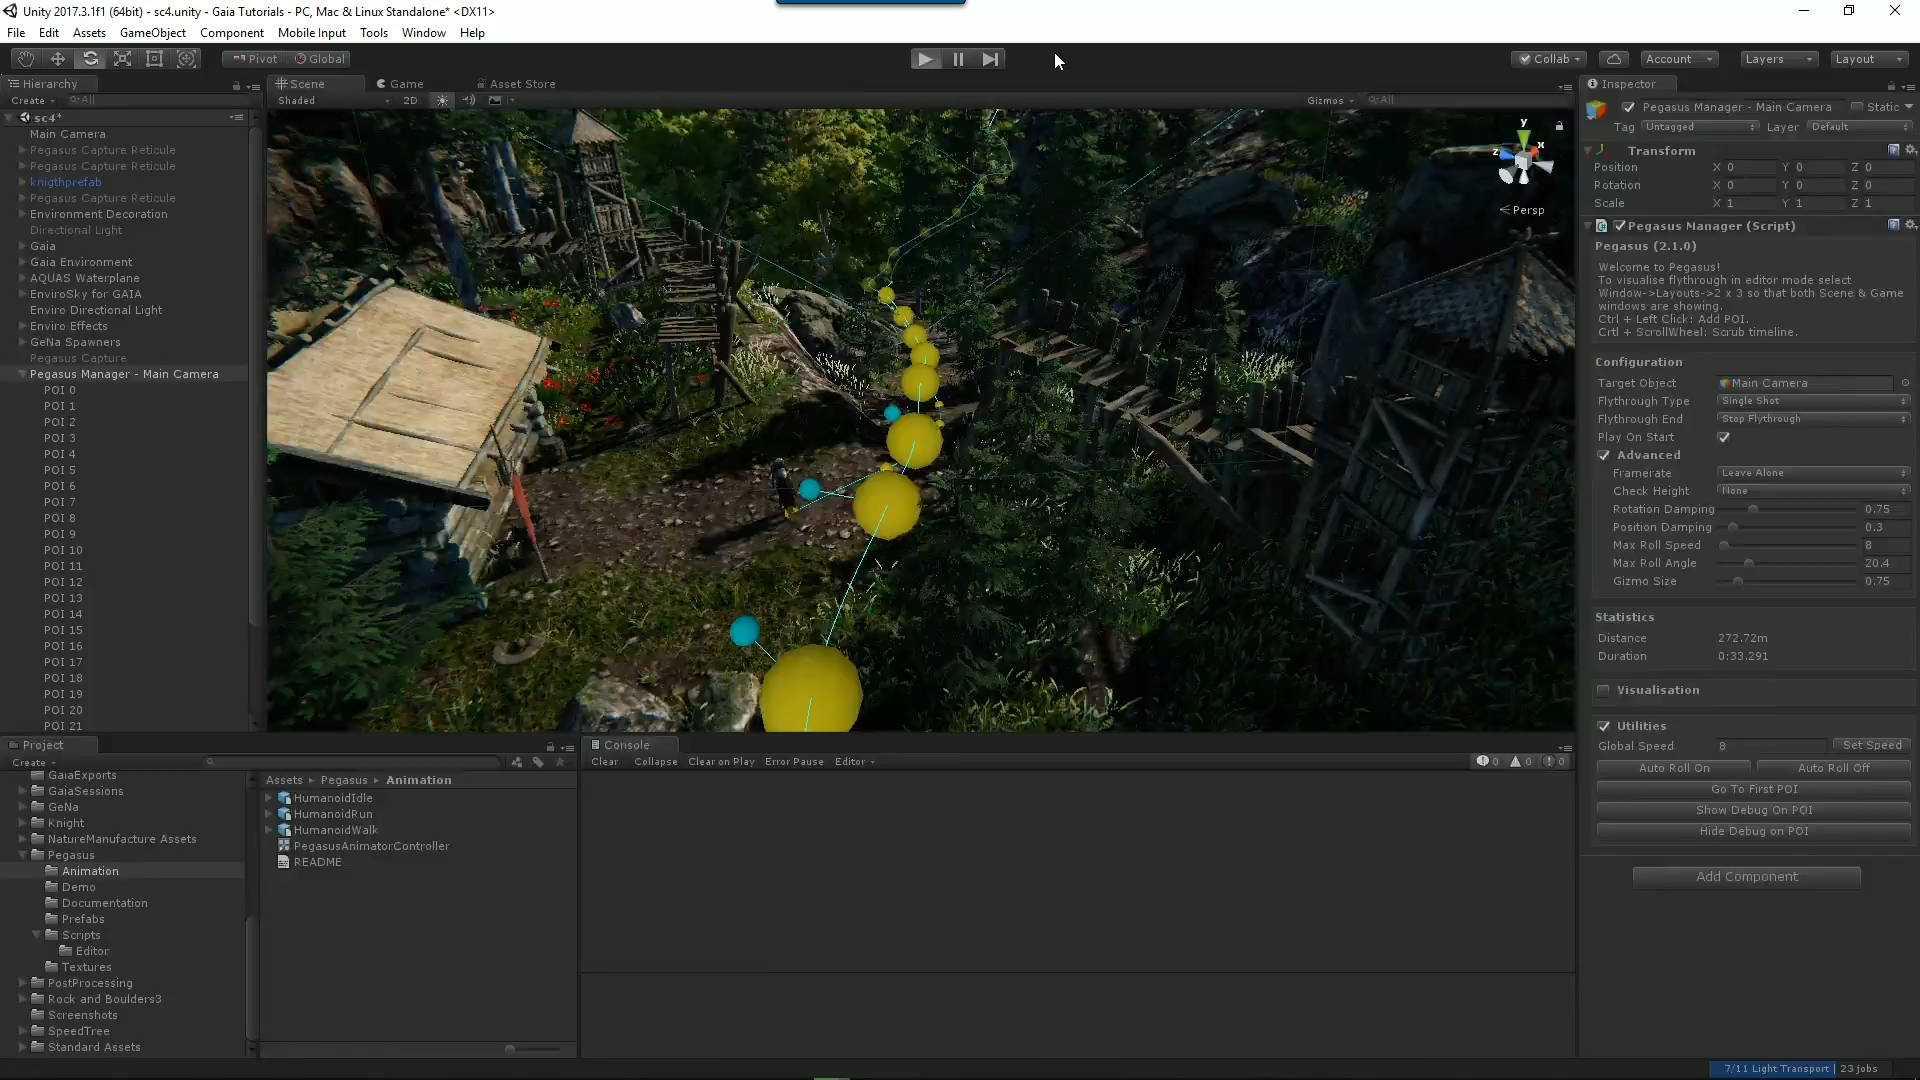 Unity 2017.3.1f1 (64bit) - sc4.unity - Gaia Tutorials - PC, Mac & Linux Standalone* <DX11>
File Edit Assets GameObject Component Mobile Input Tools Window Help
Pivot Global Collab Account Layers Layout
Hierarchy
Create All
sc4*
Main Camera
Pegasus Capture Reticule
Pegasus Capture Reticule
knigthprefab
Pegasus Capture Reticule
Environment Decoration
Directional Light
Gaia
Gaia Environment
AQUAS Waterplane
EnviroSky for GAIA
Enviro Directional Light
Enviro Effects
GeNa Spawners
Pegasus Capture
Pegasus Manager - Main Camera
POI 0
POI 1
POI 2
POI 3
POI 4
POI 5
POI 6
POI 7
POI 8
POI 9
POI 10
POI 11
POI 12
POI 13
POI 14
POI 15
POI 16
POI 17
POI 18
POI 19
POI 20
POI 21
Scene Game Asset Store
Shaded 2D Gizmos All
y
x
z
Persp
Inspector
Pegasus Manager - Main Camera Static
Tag Untagged Layer Default
Transform
Position X 0 Y 0 Z 0
Rotation X 0 Y 0 Z 0
Scale X 1 Y 1 Z 1
Pegasus Manager (Script)
Pegasus (2.1.0)
Welcome to Pegasus!
To visualise flythrough in editor mode select
Window->Layouts->2 x 3 so that both Scene & Game
windows are showing.
Ctrl + Left Click: Add POI.
Crtl + ScrollWheel: Scrub timeline.
Configuration
Target Object Main Camera
Flythrough Type Single Shot
Flythrough End Stop Flythrough
Play On Start
Advanced
Framerate Leave Alone
Check Height None
Rotation Damping 0.75
Position Damping 0.3
Max Roll Speed 8
Max Roll Angle 20.4
Gizmo Size 0.75
Statistics
Distance 272.72m
Duration 0:33.291
Visualisation
Utilities
Global Speed 8 Set Speed
Auto Roll On Auto Roll Off
Go To First POI
Show Debug On POI
Hide Debug on POI
Add Component
Project
Create
GaiaExports
GaiaSessions
GeNa
Knight
NatureManufacture Assets
Pegasus
Animation
Demo
Documentation
Prefabs
Scripts
Editor
Textures
PostProcessing
Rock and Boulders3
Screenshots
SpeedTree
Standard Assets
Assets Pegasus Animation
HumanoidIdle
HumanoidRun
HumanoidWalk
PegasusAnimatorController
README
Console
Clear Collapse Clear on Play Error Pause Editor 0 0 0
7/11 Light Transport 23 jobs